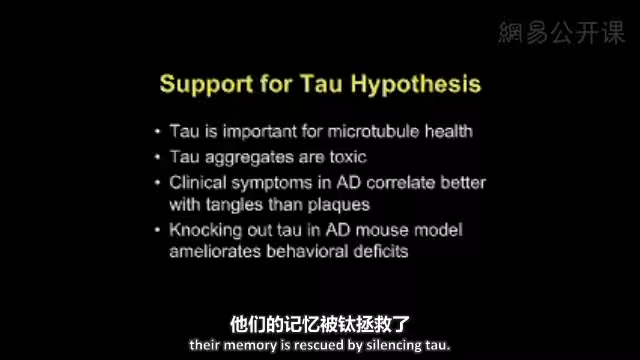 網易公开课
Support for Tau Hypothesis
• Tau is important for microtubule health
• Tau aggregates are toxic
• Clinical symptoms in AD correlate better
with tangles than plaques
• Knocking out tau in AD mouse model
ameliorates behavioral deficits
他们的记忆被钛拯救了
their memory is rescued by silencing tau.